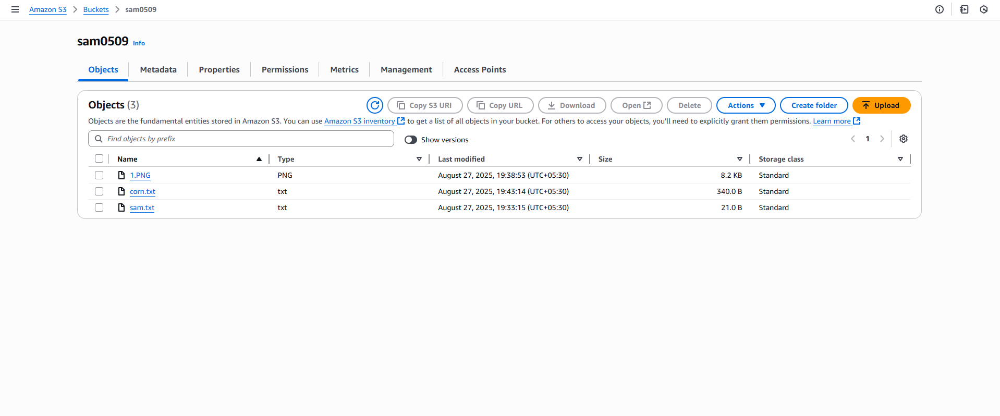 Amazon S3 > Buckets > sam0509
sam0509 Info
Objects Metadata Properties Permissions Metrics Management Access Points
Objects (3) Copy S3 URI Copy URL Download Open Delete Actions Create folder Upload
Objects are the fundamental entities stored in Amazon S3. You can use Amazon S3 inventory to get a list of all objects in your bucket. For others to access your objects, you'll need to explicitly grant them permissions. Learn more
Find objects by prefix Show versions 1
Name Type Last modified Size Storage class
1.PNG PNG August 27, 2025, 19:38:53 (UTC+05:30) 8.2 KB Standard
corn.txt txt August 27, 2025, 19:43:14 (UTC+05:30) 340.0 B Standard
sam.txt txt August 27, 2025, 19:33:15 (UTC+05:30) 21.0 B Standard